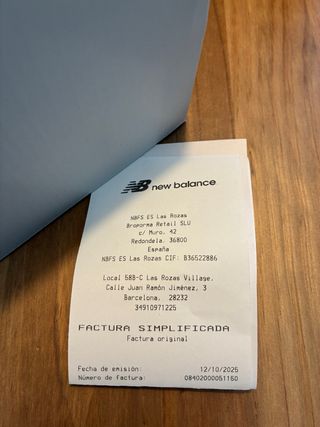 new balance
NBFS ES Las Rozas
Broporma Retail SLU
c/ Muro, 42
Redondela, 36800
España
NBFS ES Las Rozas CIF: B36522886
Local 58B-C Las Rozas Village.
Calle Juan Ramón Jiménez, 3
Barcelona, 28232
34910971225
FACTURA SIMPLIFICADA
Factura original
Fecha de emisión: 12/10/2025
Número de factura: 08402000051150